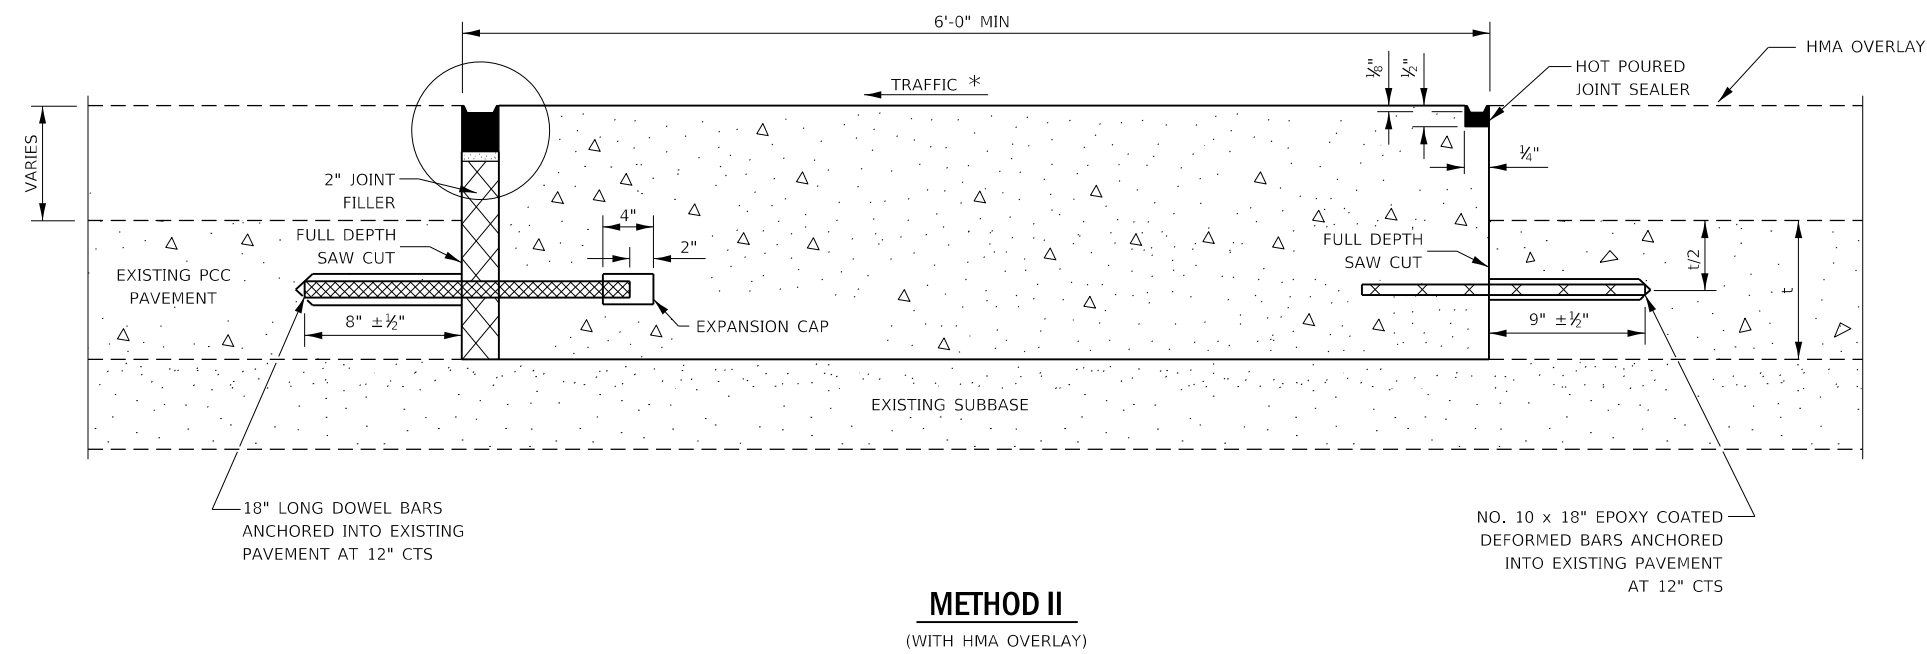 6'-0" MIN
HMA OVERLAY
HOT POURED
JOINT SEALER
TRAFFIC *
⅛"
½"
¼"
VARIES
2" JOINT
FILLER
4"
2"
FULL DEPTH
SAW CUT
FULL DEPTH
SAW CUT
t/2
t
EXISTING PCC
PAVEMENT
8" ±½"
EXPANSION CAP
9" ±½"
EXISTING SUBBASE
18" LONG DOWEL BARS
ANCHORED INTO EXISTING
PAVEMENT AT 12" CTS
NO. 10 x 18" EPOXY COATED
DEFORMED BARS ANCHORED
INTO EXISTING PAVEMENT
AT 12" CTS
METHOD II
(WITH HMA OVERLAY)